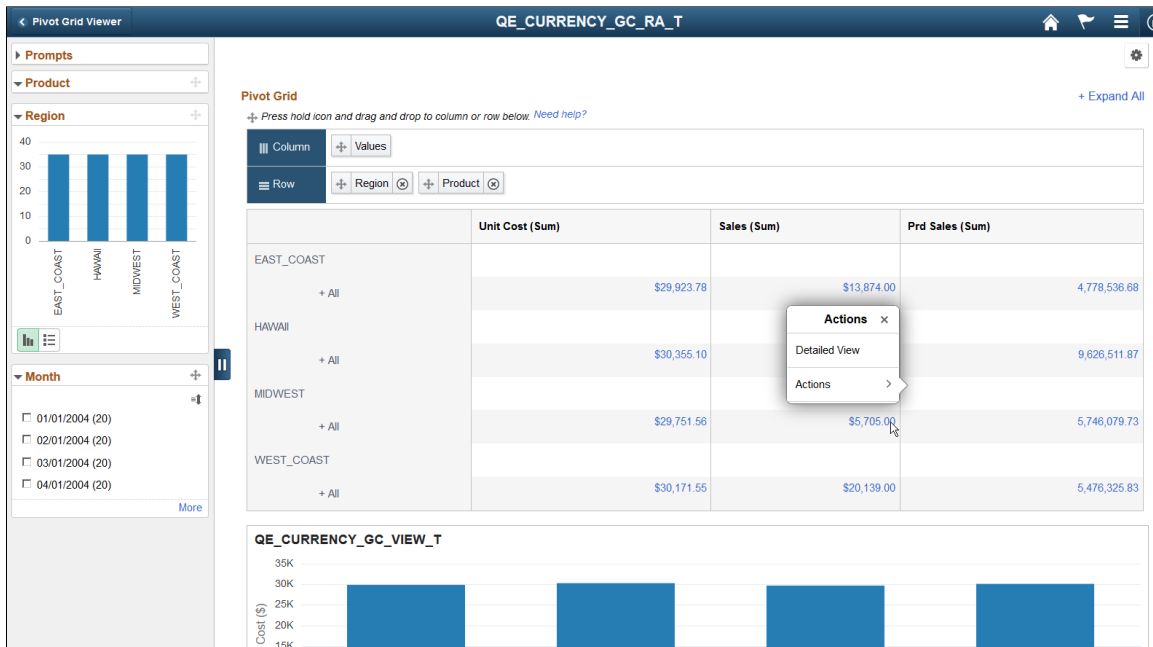 Pivot Grid Viewer
QE_CURRENCY_GC_RA_T
Prompts
Product
Region
40
30
20
10
0
EAST_COAST
HAWAII
MIDWEST
WEST_COAST
Month
01/01/2004 (20)
02/01/2004 (20)
03/01/2004 (20)
04/01/2004 (20)
More
Pivot Grid
+ Expand All
Press hold icon and drag and drop to column or row below. Need help?
Column Values
Row Region Product
Unit Cost (Sum) Sales (Sum) Prd Sales (Sum)
EAST_COAST
+ All $29,923.78 $13,874.00 4,778,536.68
HAWAII
+ All $30,355.10 9,626,511.87
MIDWEST
+ All $29,751.56 $5,705.00 5,746,079.73
WEST_COAST
+ All $30,171.55 $20,139.00 5,476,325.83
Actions ×
Detailed View
Actions >
QE_CURRENCY_GC_VIEW_T
35K
30K
25K
20K
15K
Cost ($)